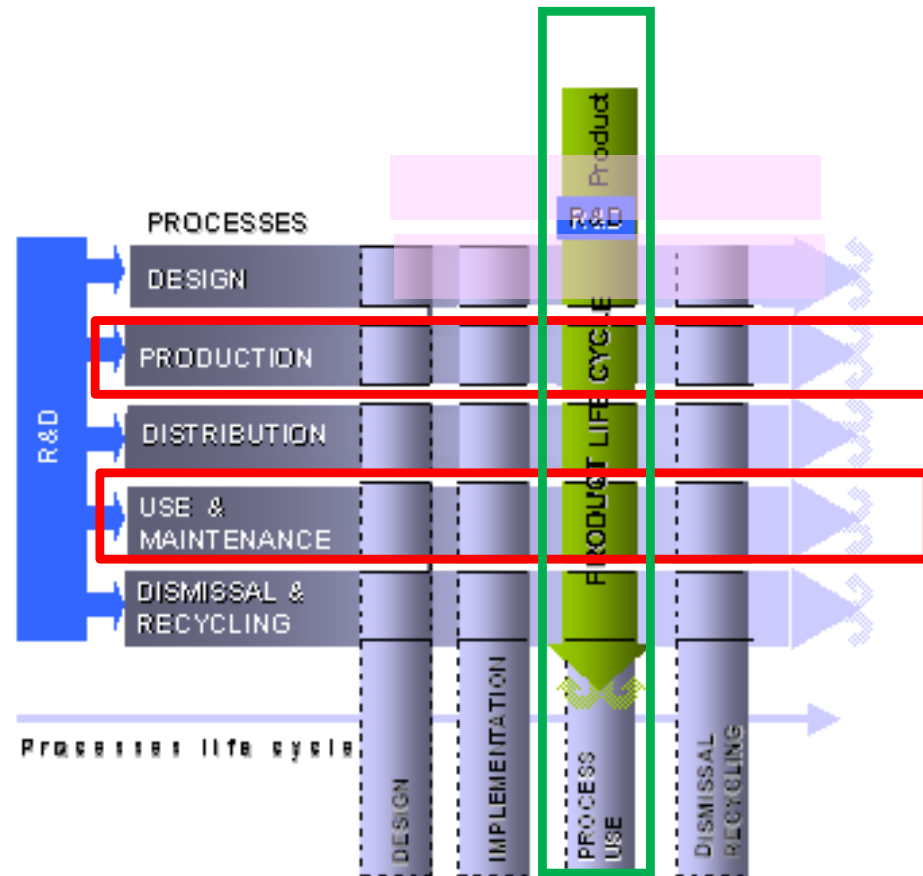 Product
R&D
PROCESSES
DESIGN
PRODUCTION
DISTRIBUTION
USE &
MAINTENANCE
DISMISSAL &
RECYCLING
R&D
PRODUCT LIFE CYCLE
Processes life cycle
DESIGN
IMPLEMENTATION
PROCESS
USE
DISMISSAL
RECYCLING